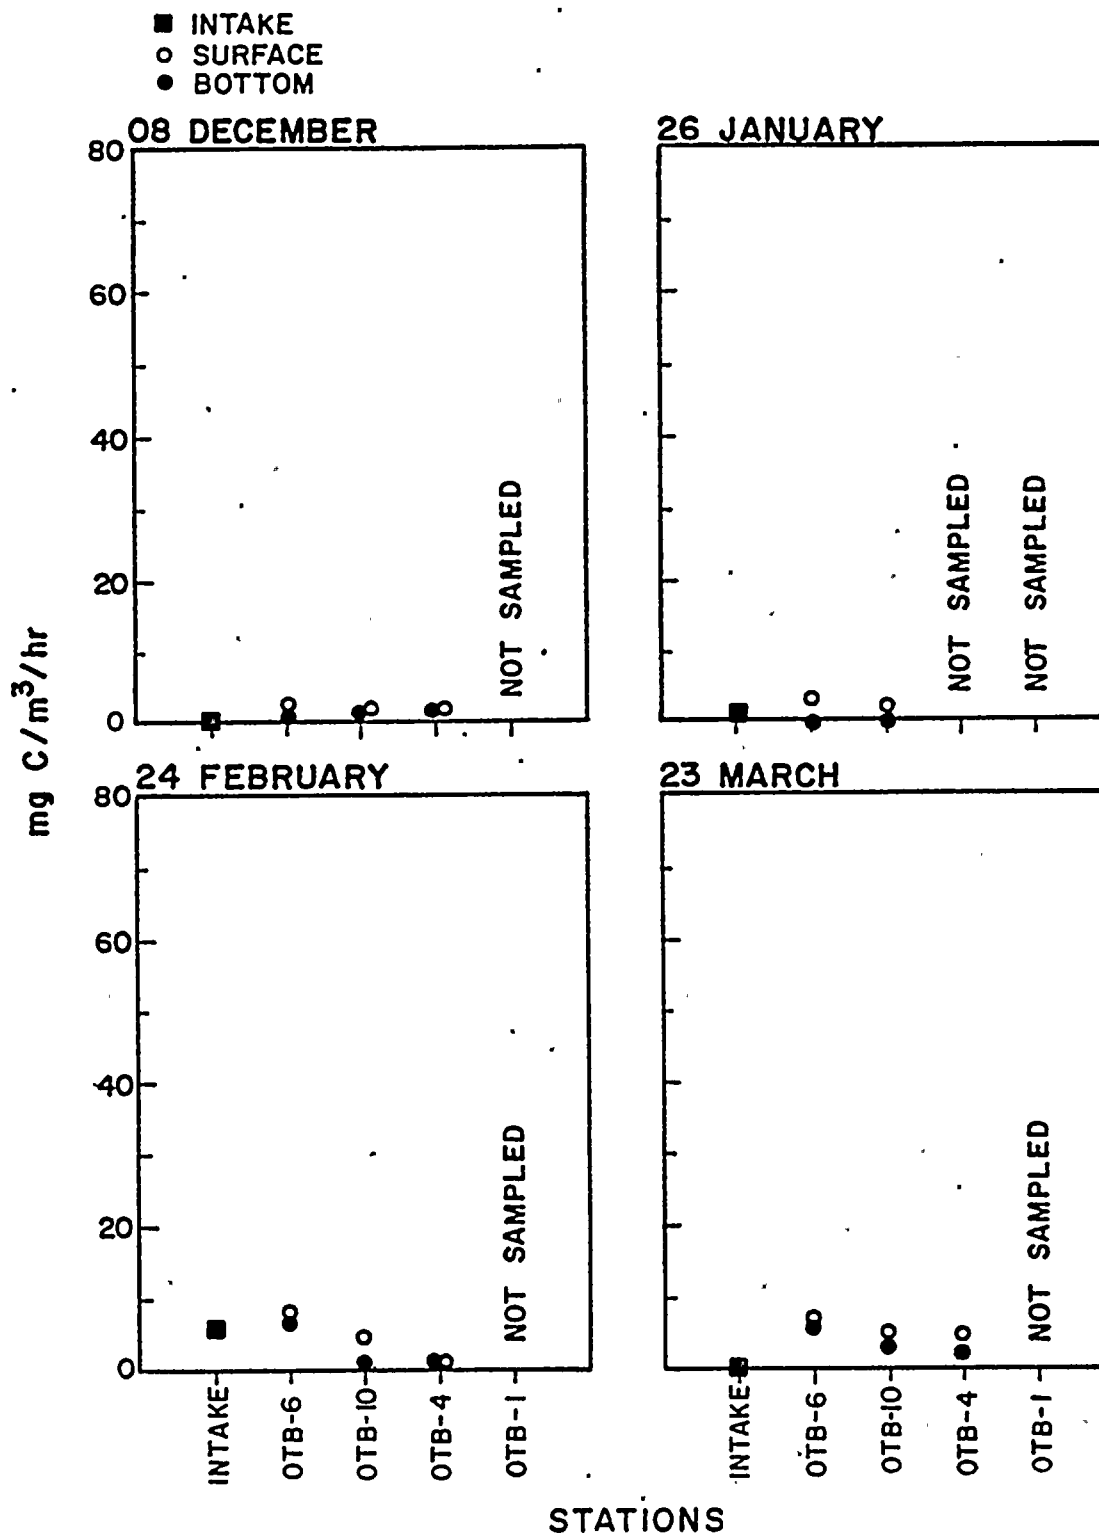 INTAKE
SURFACE
BOTTOM
08 DECEMBER
26 JANUARY
80
60
40
20
0
NOT SAMPLED
NOT SAMPLED
NOT SAMPLED
mg C/m³/hr
24 FEBRUARY
23 MARCH
80
60
40
20
0
NOT SAMPLED
NOT SAMPLED
INTAKE
OTB-6
OTB-10
OTB-4
OTB-1
INTAKE
OTB-6
OTB-10
OTB-4
OTB-1
STATIONS